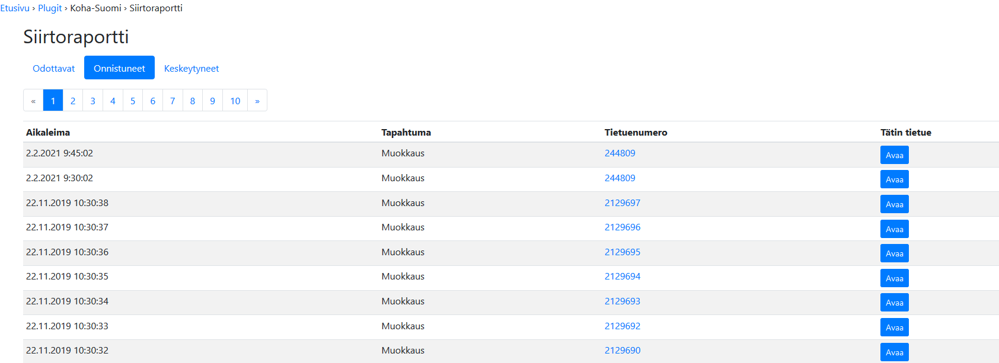 Etusivu › Plugit › Koha-Suomi › Siirtoraportti
Siirtoraportti
Odottavat Onnistuneet Keskeytyneet
« 1 2 3 4 5 6 7 8 9 10 »
Aikaleima Tapahtuma Tietuenumero Tätin tietue
2.2.2021 9:45:02 Muokkaus 244809 Avaa
2.2.2021 9:30:02 Muokkaus 244809 Avaa
22.11.2019 10:30:38 Muokkaus 2129697 Avaa
22.11.2019 10:30:37 Muokkaus 2129696 Avaa
22.11.2019 10:30:36 Muokkaus 2129695 Avaa
22.11.2019 10:30:35 Muokkaus 2129694 Avaa
22.11.2019 10:30:34 Muokkaus 2129693 Avaa
22.11.2019 10:30:33 Muokkaus 2129692 Avaa
22.11.2019 10:30:32 Muokkaus 2129690 Avaa